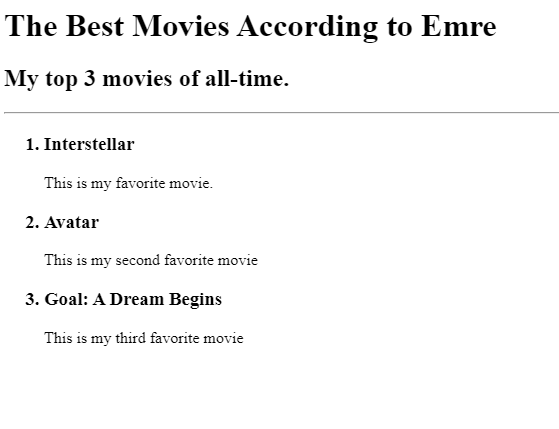 The Best Movies According to Emre
My top 3 movies of all-time.
1. Interstellar
This is my favorite movie.
2. Avatar
This is my second favorite movie
3. Goal: A Dream Begins
This is my third favorite movie